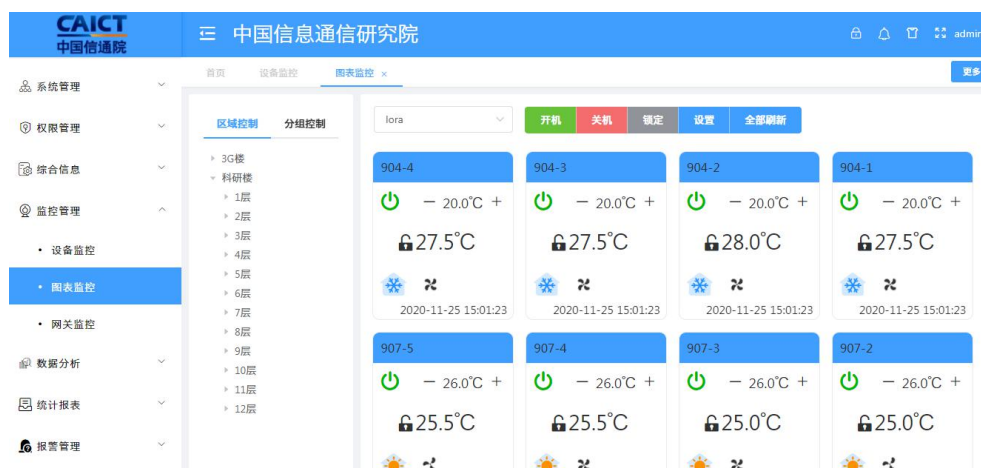 CAICT
中国信通院
中国信息通信研究院
admin
系统管理
权限管理
综合信息
监控管理
设备监控
图表监控
网关监控
数据分析
统计报表
报警管理
首页 设备监控 图表监控 ×
更多
区域控制 分组控制
3G楼
科研楼
1层
2层
3层
4层
5层
6层
7层
8层
9层
10层
11层
12层
lora
开机 关机 锁定 设置 全部刷新
904-4
− 20.0℃ +
27.5℃
2020-11-25 15:01:23
904-3
− 20.0℃ +
27.5℃
2020-11-25 15:01:23
904-2
− 20.0℃ +
28.0℃
2020-11-25 15:01:23
904-1
− 20.0℃ +
27.5℃
2020-11-25 15:01:23
907-5
− 26.0℃ +
25.5℃
907-4
− 26.0℃ +
25.5℃
907-3
− 26.0℃ +
25.0℃
907-2
− 26.0℃ +
25.0℃